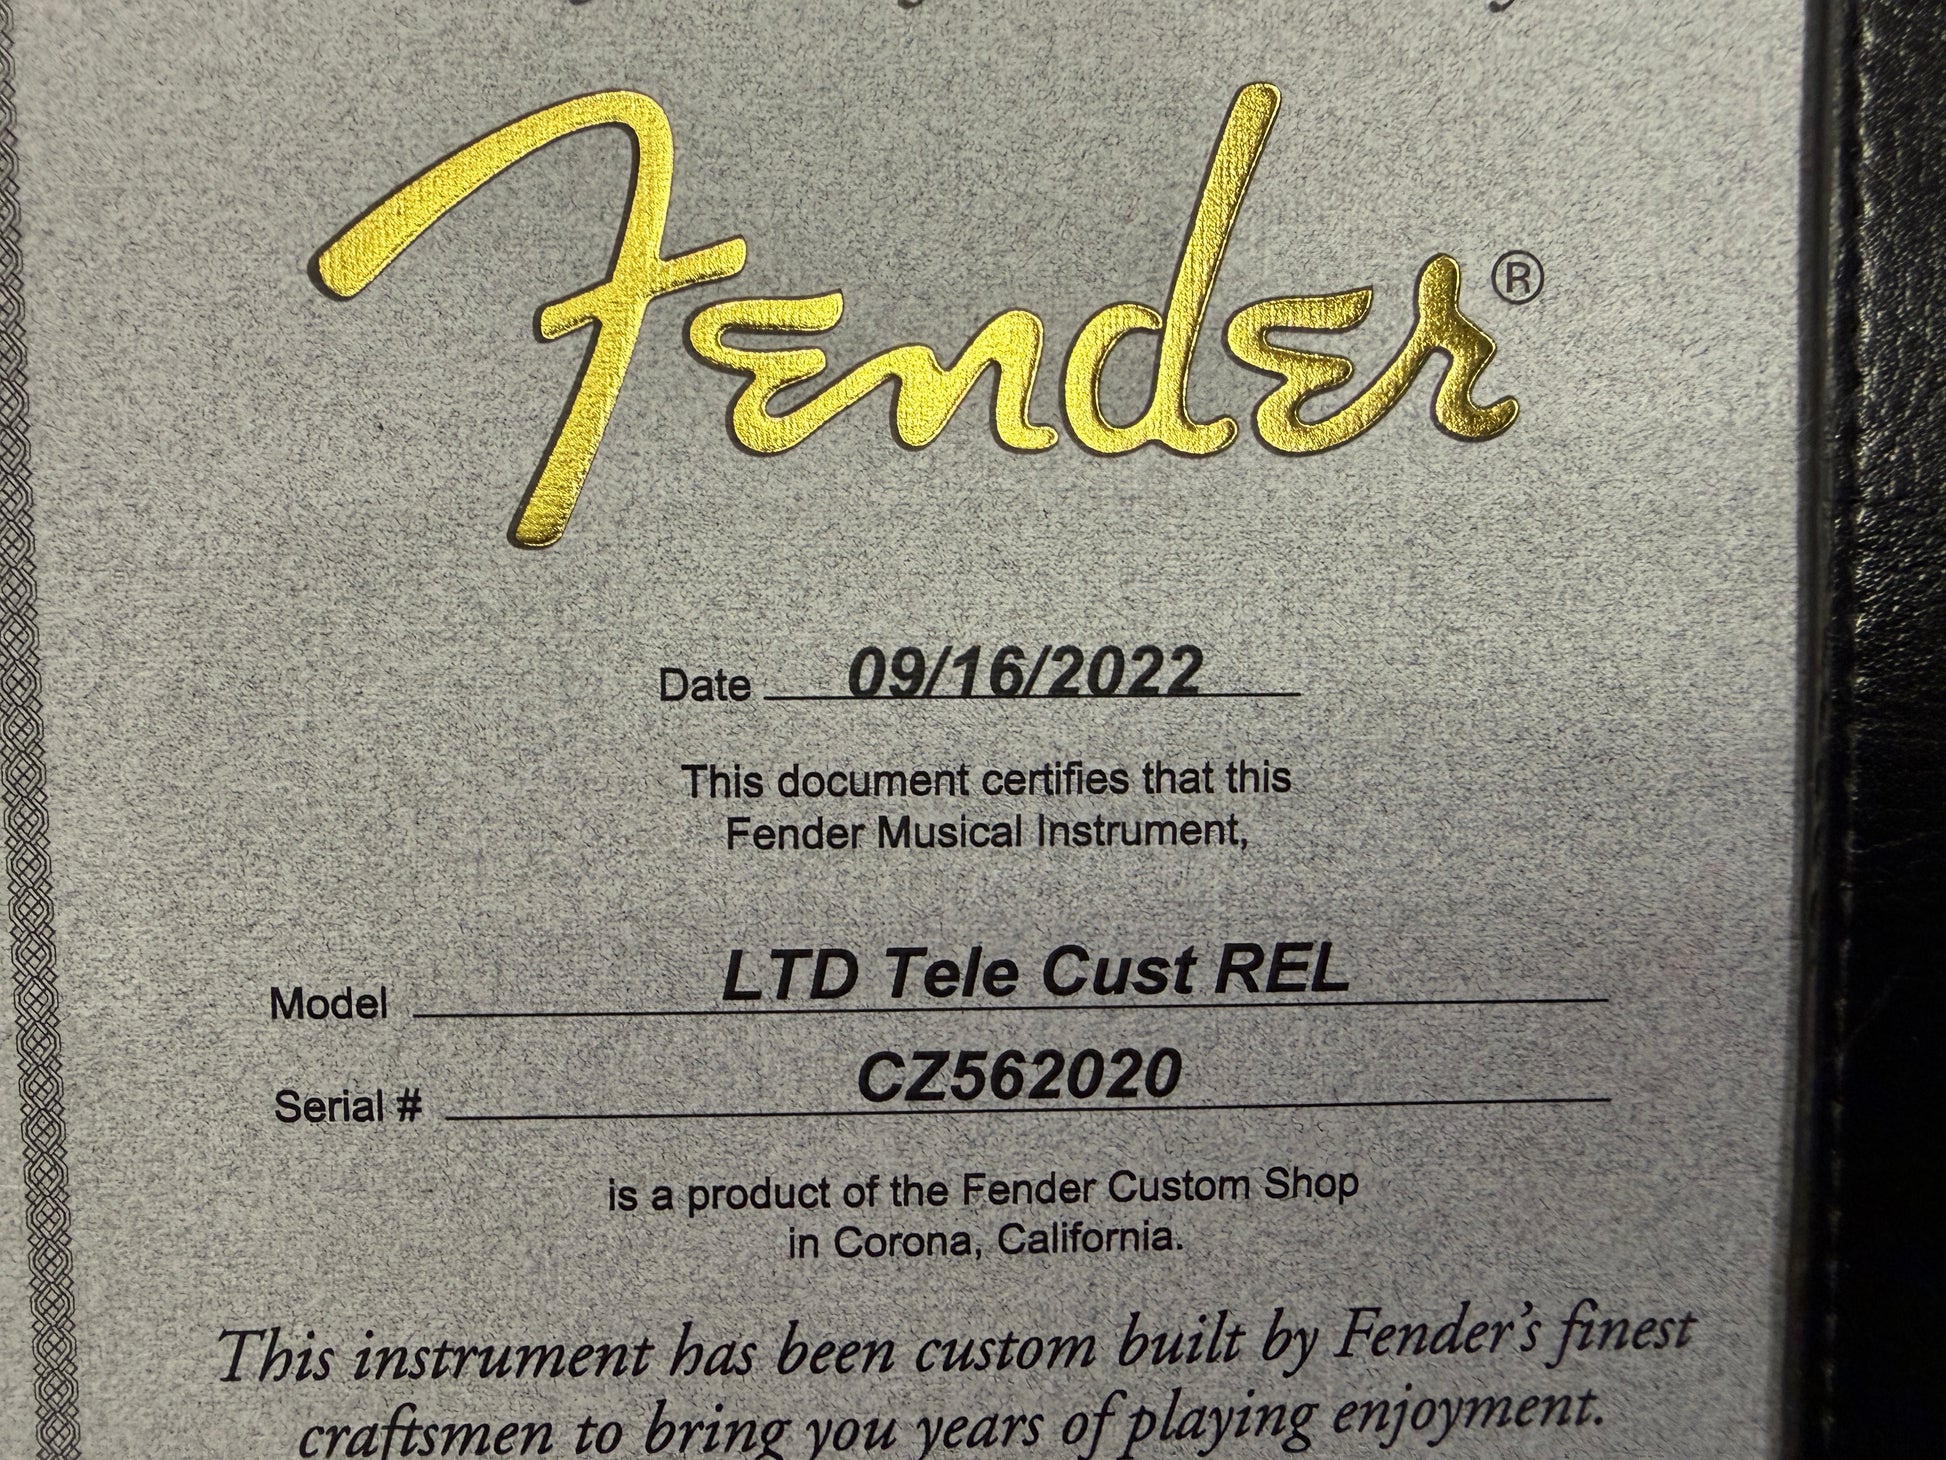 Fender®
Date 09/16/2022
This document certifies that this
Fender Musical Instrument,
Model LTD Tele Cust REL
Serial # CZ562020
is a product of the Fender Custom Shop
in Corona, California.
This instrument has been custom built by Fender's finest
craftsmen to bring you years of playing enjoyment.